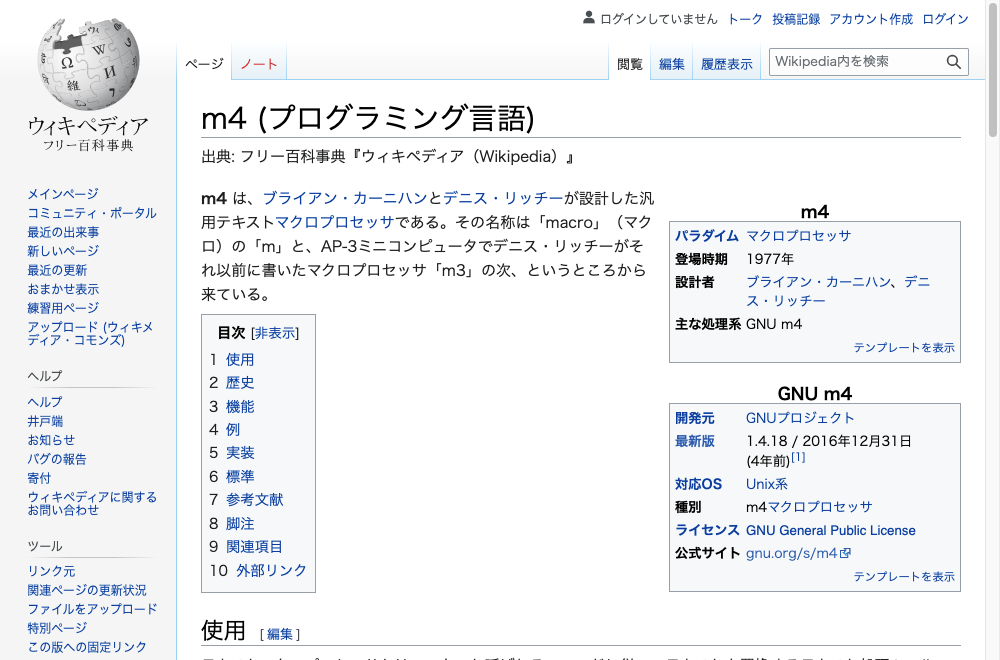 ログインしていません トーク 投稿記録 アカウント作成 ログイン
ページ ノート 閲覧 編集 履歴表示 Wikipedia内を検索
ウィキペディア
フリー百科事典
メインページ
コミュニティ・ポータル
最近の出来事
新しいページ
最近の更新
おまかせ表示
練習用ページ
アップロード (ウィキメ
ディア・コモンズ)
ヘルプ
ヘルプ
井戸端
お知らせ
バグの報告
寄付
ウィキペディアに関する
お問い合わせ
ツール
リンク元
関連ページの更新状況
ファイルをアップロード
特別ページ
この版への固定リンク
m4 (プログラミング言語)
出典: フリー百科事典『ウィキペディア（Wikipedia）』
m4 は、ブライアン・カーニハンとデニス・リッチーが設計した汎
用テキストマクロプロセッサである。その名称は「macro」（マク
ロ）の「m」と、AP-3ミニコンピュータでデニス・リッチーがそ
れ以前に書いたマクロプロセッサ「m3」の次、というところから
来ている。
目次 [非表示]
1 使用
2 歴史
3 機能
4 例
5 実装
6 標準
7 参考文献
8 脚注
9 関連項目
10 外部リンク
m4
パラダイム マクロプロセッサ
登場時期 1977年
設計者 ブライアン・カーニハン、デニ
ス・リッチー
主な処理系 GNU m4
テンプレートを表示
GNU m4
開発元 GNUプロジェクト
最新版 1.4.18 / 2016年12月31日
(4年前)[1]
対応OS Unix系
種別 m4マクロプロセッサ
ライセンス GNU General Public License
公式サイト gnu.org/s/m4
テンプレートを表示
使用 [ 編集 ]